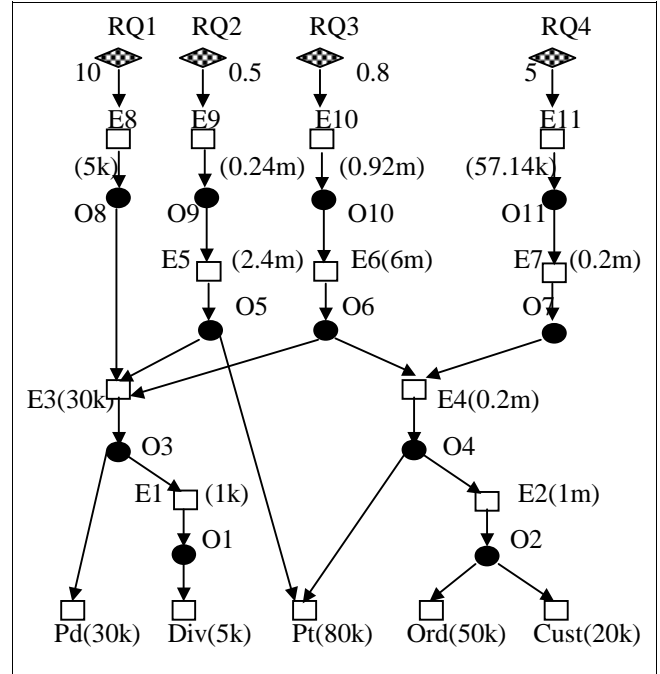 RQ1 RQ2 RQ3 RQ4
10 0.5 0.8 5
E8 E9 E10 E11
(5k) (0.24m) (0.92m) (57.14k)
O8 O9 O10 O11
E5 (2.4m) E6(6m) E7 (0.2m)
O5 O6 O7
E3(30k) E4(0.2m)
O3 O4
E1 (1k) E2(1m)
O1 O2
Pd(30k) Div(5k) Pt(80k) Ord(50k) Cust(20k)